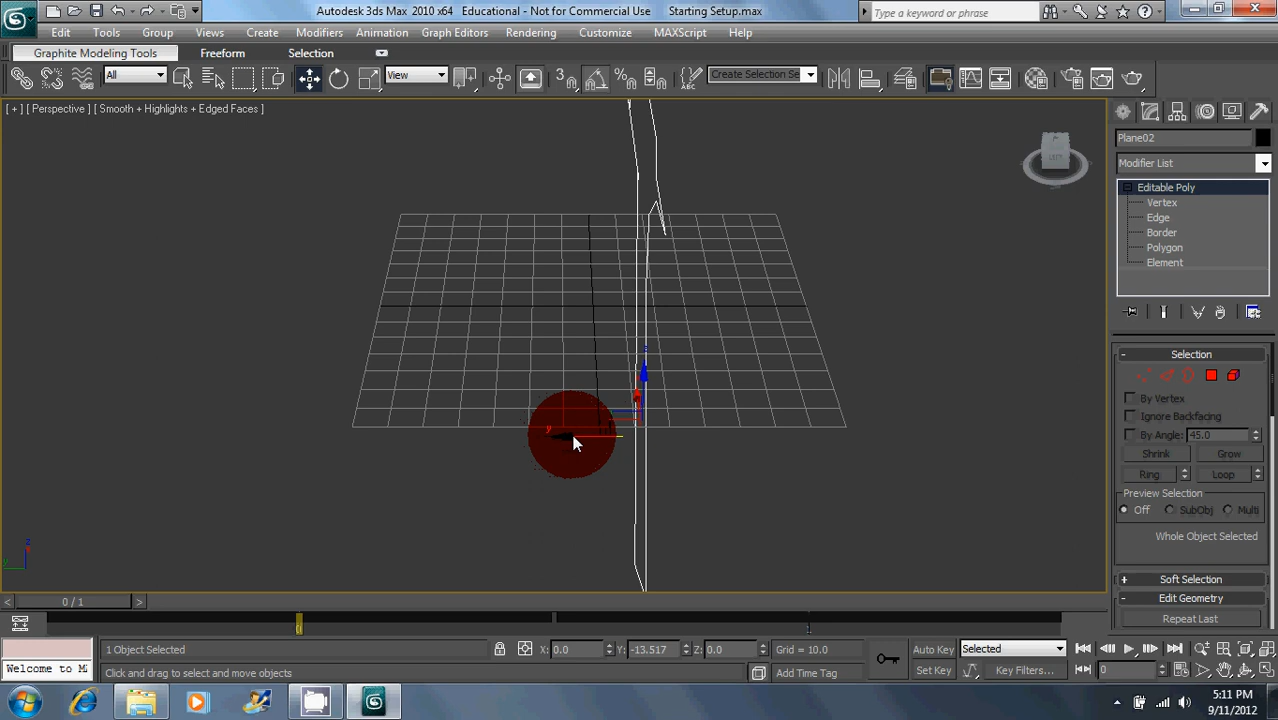 Autodesk 3ds Max 2010 x64    Educational - Not for Commercial Use    Starting Setup.max
Type a keyword or phrase
Edit Tools Group Views Create Modifiers Animation Graph Editors Rendering Customize MAXScript Help
Graphite Modeling Tools Freeform Selection
All View 3 Create Selection Se
[ + ] [ Perspective ] [ Smooth + Highlights + Edged Faces ]
LEFT
Plane02
Modifier List
Editable Poly
Vertex
Edge
Border
Polygon
Element
Selection
By Vertex
Ignore Backfacing
By Angle: 45.0
Shrink Grow
Ring Loop
Preview Selection
Off SubObj Multi
Whole Object Selected
Soft Selection
Edit Geometry
Repeat Last
z
x
y
z
y
< 0 / 1 >
1 Object Selected X: 0.0 Y: -13.517 Z: 0.0 Grid = 10.0 Auto Key Selected
Welcome to M Click and drag to select and move objects Add Time Tag Set Key Key Filters... 0
5:11 PM
9/11/2012